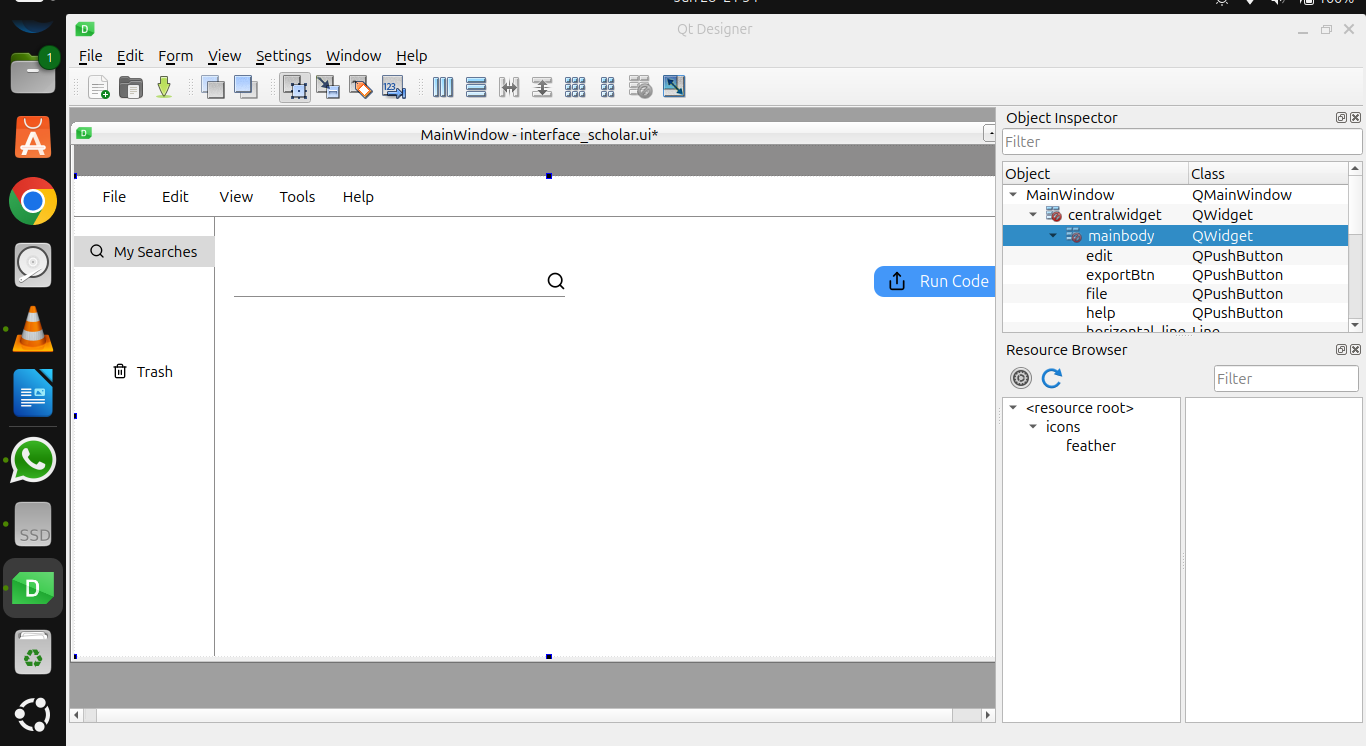 Qt Designer
File Edit Form View Settings Window Help
MainWindow - interface_scholar.ui*
File Edit View Tools Help
My Searches
Run Code
Trash
Object Inspector
Filter
Object Class
MainWindow QMainWindow
centralwidget QWidget
mainbody QWidget
edit QPushButton
exportBtn QPushButton
file QPushButton
help QPushButton
horizontal_line Line
Resource Browser
Filter
<resource root>
icons
feather
1
A
SSD
D
D
D
123